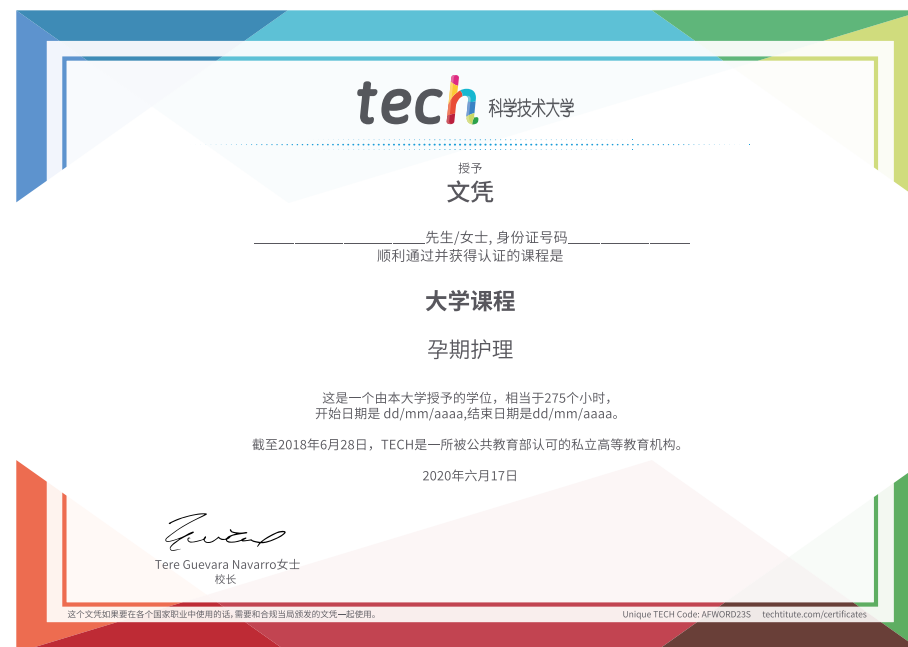 tech 科学技术大学
授予
文凭
______________________先生/女士, 身份证号码________________
顺利通过并获得认证的课程是
大学课程
孕期护理
这是一个由本大学授予的学位，相当于275个小时，
开始日期是 dd/mm/aaaa,结束日期是dd/mm/aaaa。
截至2018年6月28日，TECH是一所被公共教育部认可的私立高等教育机构。
2020年六月17日
Tere Guevara Navarro女士
校长
这个文凭如果要在各个国家职业中使用的话,需要和合规当局颁发的文凭一起使用。
Unique TECH Code: AFWORD23S techtitute.com/certificates